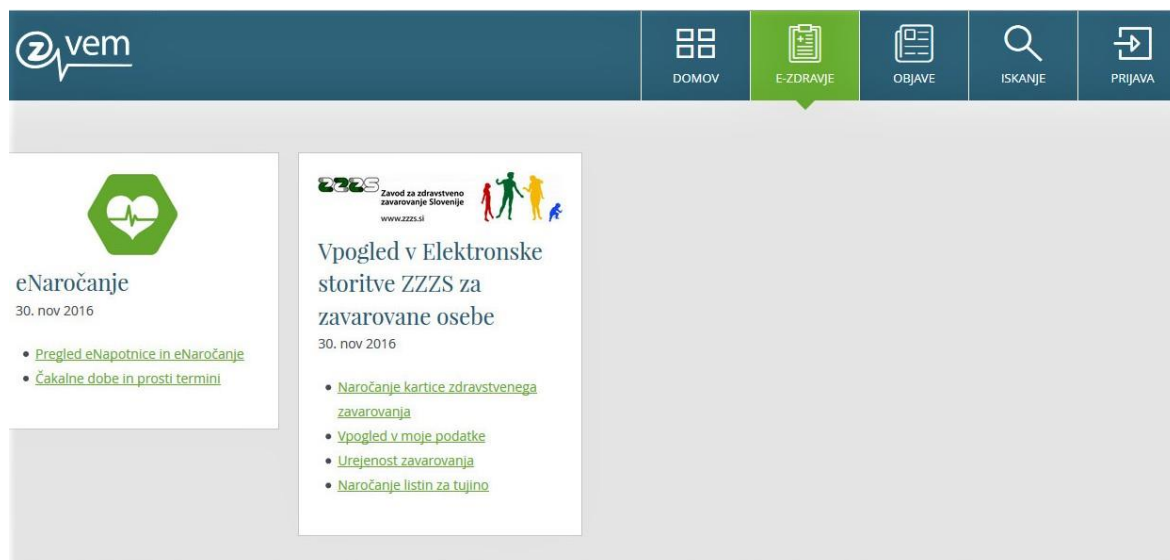 z vem
DOMOV
E-ZDRAVJE
OBJAVE
ISKANJE
PRIJAVA
eNaročanje
30. nov 2016
Pregled eNapotnice in eNaročanje
Čakalne dobe in prosti termini
ZZZS
Zavod za zdravstveno
zavarovanje Slovenije
www.zzzs.si
Vpogled v Elektronske
storitve ZZZS za
zavarovane osebe
30. nov 2016
Naročanje kartice zdravstvenega
zavarovanja
Vpogled v moje podatke
Urejenost zavarovanja
Naročanje listin za tujino